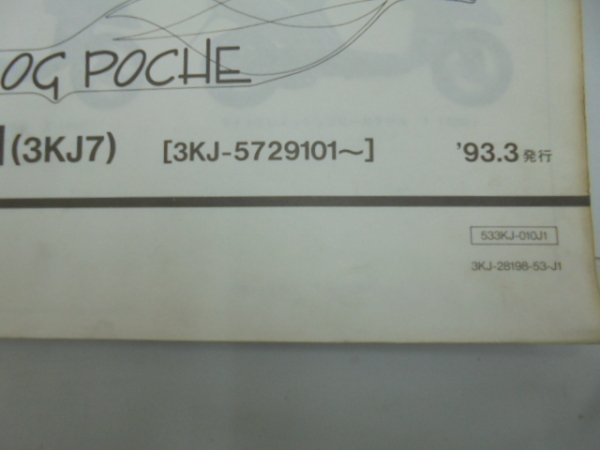 OG POCHE
(3KJ7) [3KJ-5729101～] '93.3 発行
533KJ-010J1
3KJ-28198-53-J1